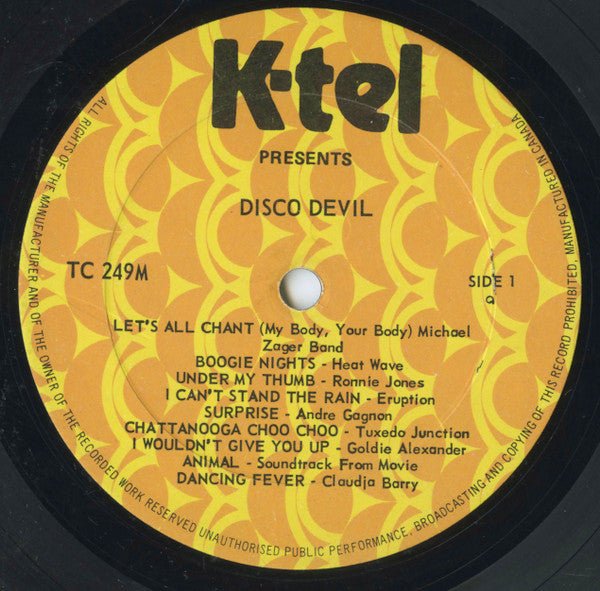 K-tel
PRESENTS
DISCO DEVIL
TC 249M
SIDE 1
LET'S ALL CHANT (My Body, Your Body) Michael
Zager Band
BOOGIE NIGHTS - Heat Wave
UNDER MY THUMB - Ronnie Jones
I CAN'T STAND THE RAIN - Eruption
SURPRISE - Andre Gagnon
CHATTANOOGA CHOO CHOO - Tuxedo Junction
I WOULDN'T GIVE YOU UP - Goldie Alexander
ANIMAL - Soundtrack From Movie
DANCING FEVER - Claudja Barry
ALL RIGHTS OF THE MANUFACTURER AND OF THE OWNER OF THE RECORDED WORK RESERVED UNAUTHORISED PUBLIC PERFORMANCE, BROADCASTING AND COPYING OF THIS RECORD PROHIBITED, MANUFACTURED IN CANADA